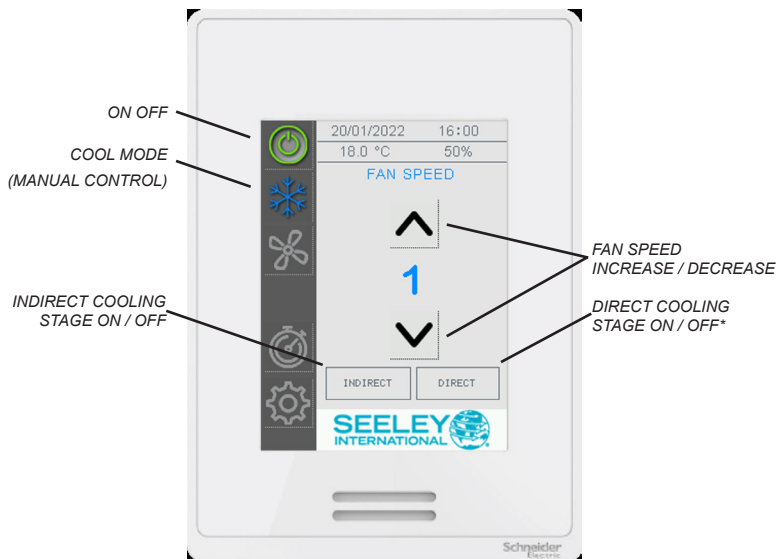 ON OFF
COOL MODE
(MANUAL CONTROL)
20/01/2022 16:00
18.0 °C 50%
FAN SPEED
1
FAN SPEED
INCREASE / DECREASE
INDIRECT COOLING
STAGE ON / OFF
DIRECT COOLING
STAGE ON / OFF*
INDIRECT DIRECT
SEELEY
INTERNATIONAL
Schneider
Electric